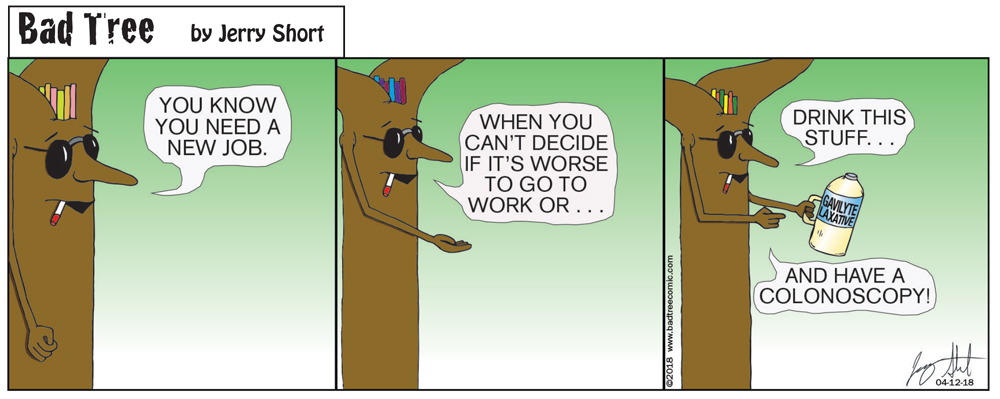 Bad Tree by Jerry Short
YOU KNOW
YOU NEED A
NEW JOB.
WHEN YOU
CAN'T DECIDE
IF IT'S WORSE
TO GO TO
WORK OR . . .
DRINK THIS
STUFF. . .
GAVILYTE
LAXATIVE
AND HAVE A
COLONOSCOPY!
©2018 www.badtreecomic.com
04-12-18